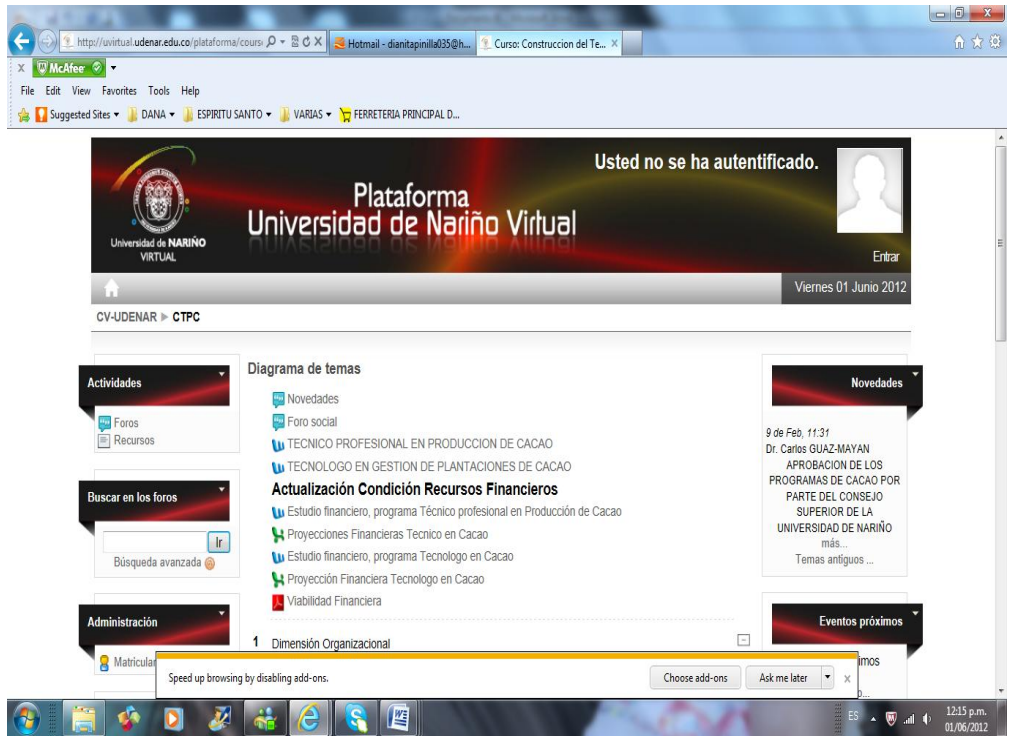 http://uvirtual.udenar.edu.co/plataforma/cours
Hotmail - dianitapinilla035@h...
Curso: Construccion del Te...
x McAfee
File Edit View Favorites Tools Help
Suggested Sites DANA ESPIRITU SANTO VARIAS FERRETERIA PRINCIPAL D...
Universidad de NARIÑO
VIRTUAL
Plataforma
Universidad de Nariño Virtual
Usted no se ha autentificado.
Entrar
Viernes 01 Junio 2012
CV-UDENAR ► CTPC
Actividades
Foros
Recursos
Buscar en los foros
Ir
Búsqueda avanzada
Administración
Matricular
Diagrama de temas
Novedades
Foro social
TECNICO PROFESIONAL EN PRODUCCION DE CACAO
TECNOLOGO EN GESTION DE PLANTACIONES DE CACAO
Actualización Condición Recursos Financieros
Estudio financiero, programa Técnico profesional en Producción de Cacao
Proyecciones Financieras Tecnico en Cacao
Estudio financiero, programa Tecnologo en Cacao
Proyección Financiera Tecnologo en Cacao
Viabilidad Financiera
1 Dimensión Organizacional
Novedades
9 de Feb, 11:31
Dr. Carlos GUAZ-MAYAN
APROBACION DE LOS
PROGRAMAS DE CACAO POR
PARTE DEL CONSEJO
SUPERIOR DE LA
UNIVERSIDAD DE NARIÑO
más...
Temas antiguos ...
Eventos próximos
Speed up browsing by disabling add-ons.
Choose add-ons
Ask me later
x
ES
12:15 p.m.
01/06/2012